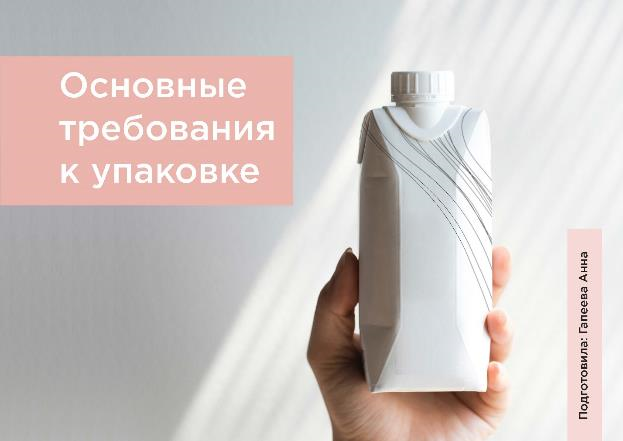 Основные
требования
к упаковке
Подготовила: Гапеева Анна